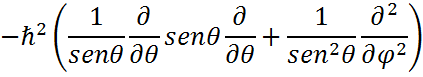 −ℏ² ( 1/senθ ∂/∂θ senθ ∂/∂θ + 1/sen²θ ∂²/∂φ² )